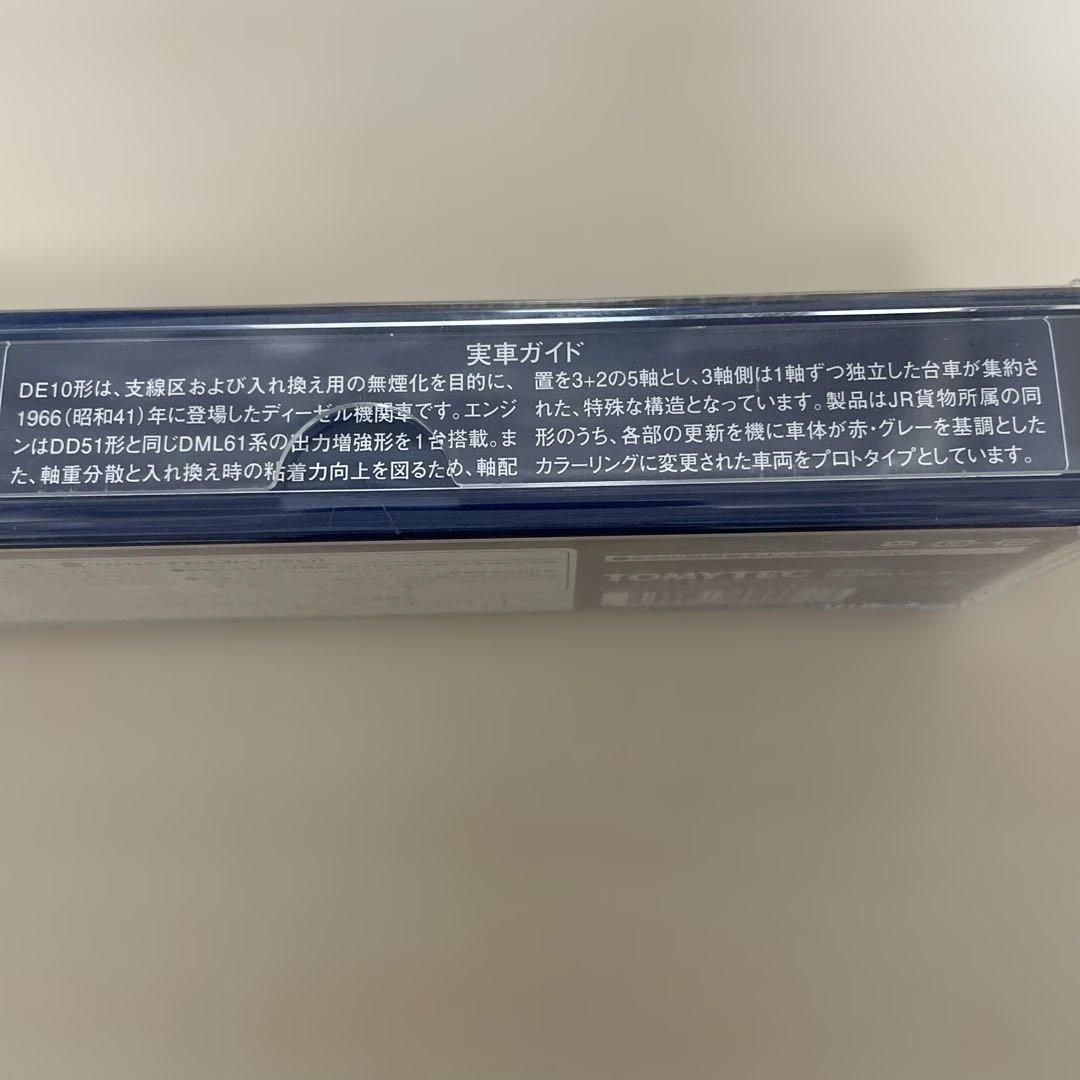 実車ガイド
DE10形は、支線区および入れ換え用の無煙化を目的に、
1966（昭和41）年に登場したディーゼル機関車です。エンジ
ンはDD51形と同じDML61系の出力増強形を1台搭載。ま
た、軸重分散と入れ換え時の粘着力向上を図るため、軸配
置を3+2の5軸とし、3軸側は1軸ずつ独立した台車が集約さ
れた、特殊な構造となっています。製品はJR貨物所属の同
形のうち、各部の更新を機に車体が赤・グレーを基調とした
カラーリングに変更された車両をプロトタイプとしています。
TOMYTEC